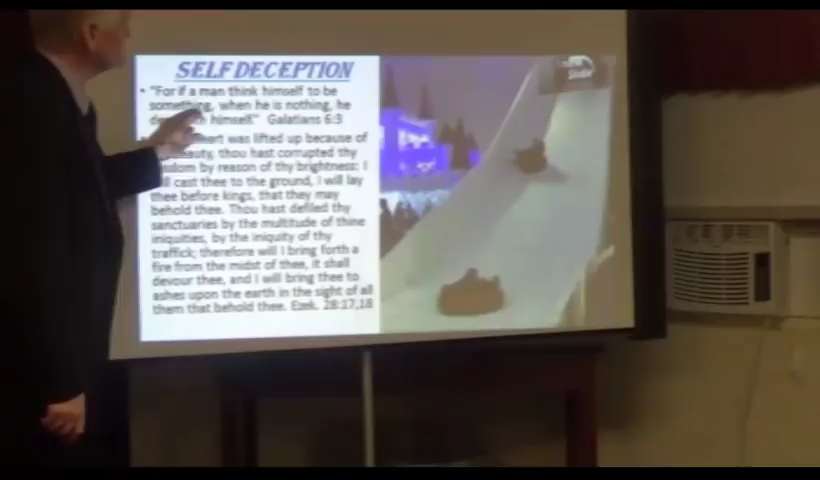 SELF DECEPTION
• "For if a man think himself to be
something, when he is nothing, he
himself." Galatians 6:3
was lifted up because of
thou hast corrupted thy
by reason of thy brightness: I
cast thee to the ground, I will lay
thee before kings, that they may
behold thee. Thou hast defiled thy
sanctuaries by the multitude of thine
iniquities, by the iniquity of thy
traffick; therefore will I bring forth a
fire from the midst of thee, it shall
devour thee, and I will bring thee to
ashes upon the earth in the sight of all
them that behold thee. Ezek. 28:17,18